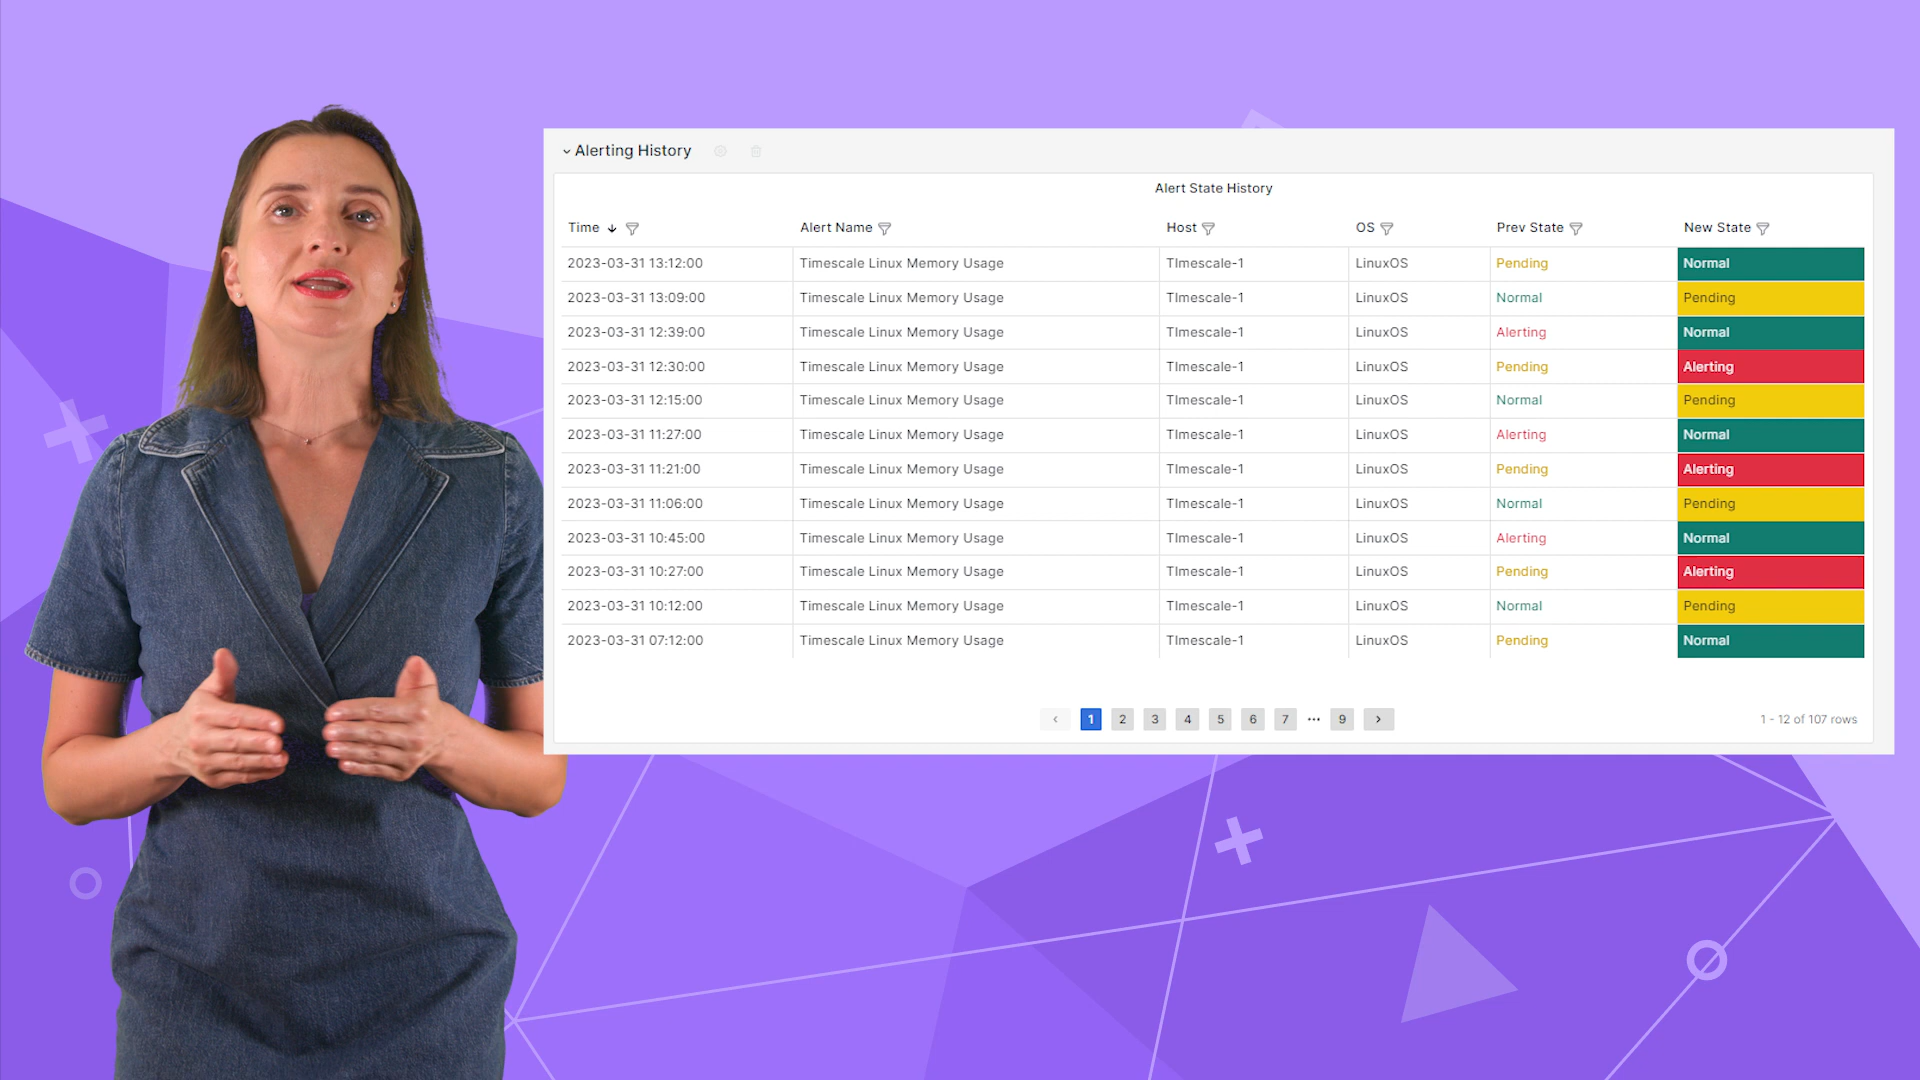 Alerting History
Alert State History
Time Alert Name Host OS Prev State New State
2023-03-31 13:12:00 Timescale Linux Memory Usage TImescale-1 LinuxOS Pending Normal
2023-03-31 13:09:00 Timescale Linux Memory Usage TImescale-1 LinuxOS Normal Pending
2023-03-31 12:39:00 Timescale Linux Memory Usage TImescale-1 LinuxOS Alerting Normal
2023-03-31 12:30:00 Timescale Linux Memory Usage TImescale-1 LinuxOS Pending Alerting
2023-03-31 12:15:00 Timescale Linux Memory Usage TImescale-1 LinuxOS Normal Pending
2023-03-31 11:27:00 Timescale Linux Memory Usage TImescale-1 LinuxOS Alerting Normal
2023-03-31 11:21:00 Timescale Linux Memory Usage TImescale-1 LinuxOS Pending Alerting
2023-03-31 11:06:00 Timescale Linux Memory Usage TImescale-1 LinuxOS Normal Pending
2023-03-31 10:45:00 Timescale Linux Memory Usage TImescale-1 LinuxOS Alerting Normal
2023-03-31 10:27:00 Timescale Linux Memory Usage TImescale-1 LinuxOS Pending Alerting
2023-03-31 10:12:00 Timescale Linux Memory Usage TImescale-1 LinuxOS Normal Pending
2023-03-31 07:12:00 Timescale Linux Memory Usage TImescale-1 LinuxOS Pending Normal
‹ 1 2 3 4 5 6 7 ••• 9 › 1 - 12 of 107 rows